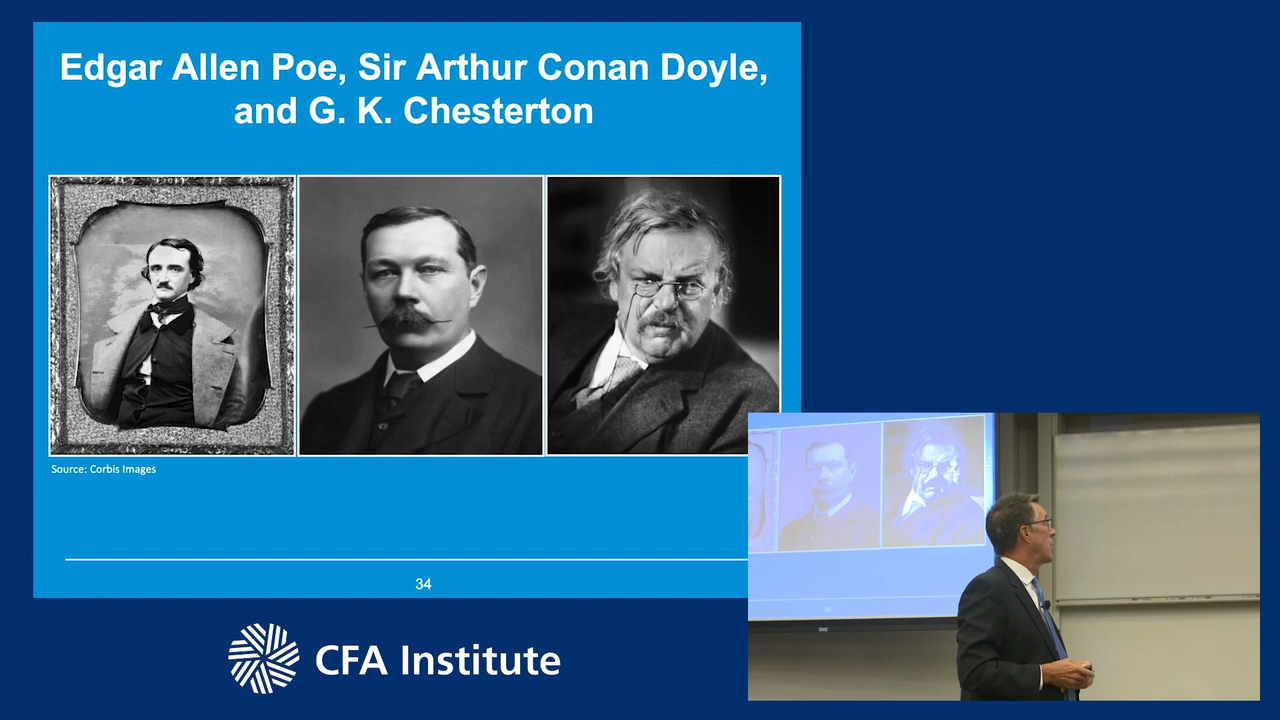 Edgar Allen Poe, Sir Arthur Conan Doyle,
and G. K. Chesterton
Source: Corbis Images
34
CFA Institute